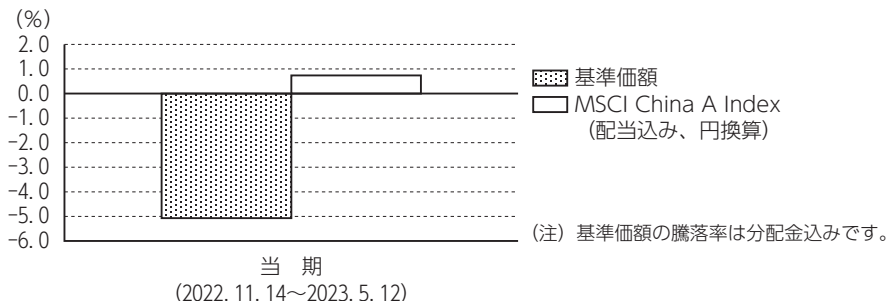 (%)
2.0
1.0
0.0
-1.0
-2.0
-3.0
-4.0
-5.0
-6.0
基準価額
MSCI China A Index
(配当込み、円換算)
(注) 基準価額の騰落率は分配金込みです。
当 期
(2022. 11. 14~2023. 5. 12)